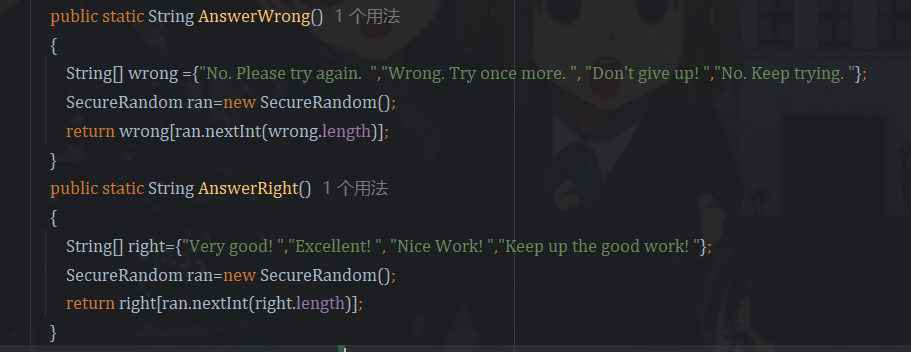 public static String AnswerWrong() 1 个用法
{
String[] wrong ={"No. Please try again.  ","Wrong. Try once more. ", "Don't give up! ","No. Keep trying. "};
SecureRandom ran=new SecureRandom();
return wrong[ran.nextInt(wrong.length)];
}
public static String AnswerRight() 1 个用法
{
String[] right={"Very good! ","Excellent! ", "Nice Work! ","Keep up the good work! "};
SecureRandom ran=new SecureRandom();
return right[ran.nextInt(right.length)];
}